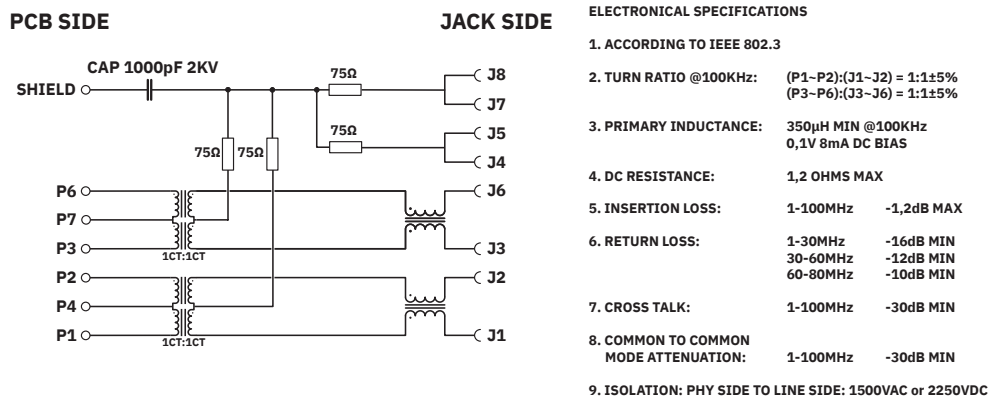 PCB SIDE
JACK SIDE
CAP 1000pF 2KV
SHIELD
75Ω
J8
J7
75Ω
J5
J4
75Ω 75Ω
P6
J6
P7
P3
J3
1CT:1CT
P2
J2
P4
P1
J1
1CT:1CT
ELECTRONICAL SPECIFICATIONS
1. ACCORDING TO IEEE 802.3
2. TURN RATIO @100KHz: (P1~P2):(J1~J2) = 1:1±5%
(P3~P6):(J3~J6) = 1:1±5%
3. PRIMARY INDUCTANCE: 350µH MIN @100KHz
0,1V 8mA DC BIAS
4. DC RESISTANCE: 1,2 OHMS MAX
5. INSERTION LOSS: 1-100MHz -1,2dB MAX
6. RETURN LOSS: 1-30MHz -16dB MIN
30-60MHz -12dB MIN
60-80MHz -10dB MIN
7. CROSS TALK: 1-100MHz -30dB MIN
8. COMMON TO COMMON
MODE ATTENUATION: 1-100MHz -30dB MIN
9. ISOLATION: PHY SIDE TO LINE SIDE: 1500VAC or 2250VDC